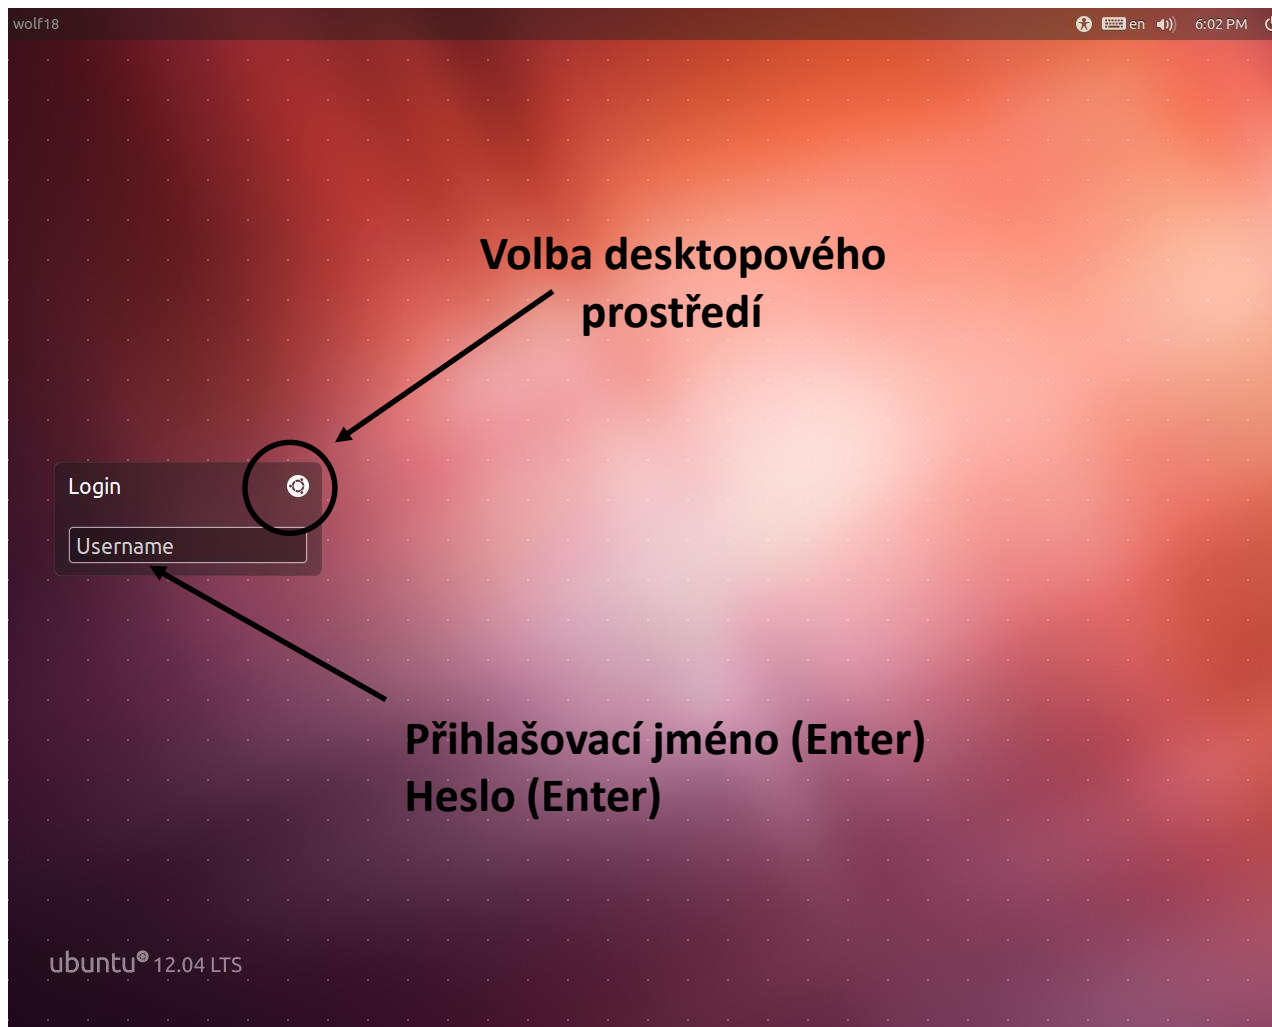 wolf18
en 6:02 PM
Volba desktopového
prostředí
Login
Username
Přihlašovací jméno (Enter)
Heslo (Enter)
ubuntu 12.04 LTS